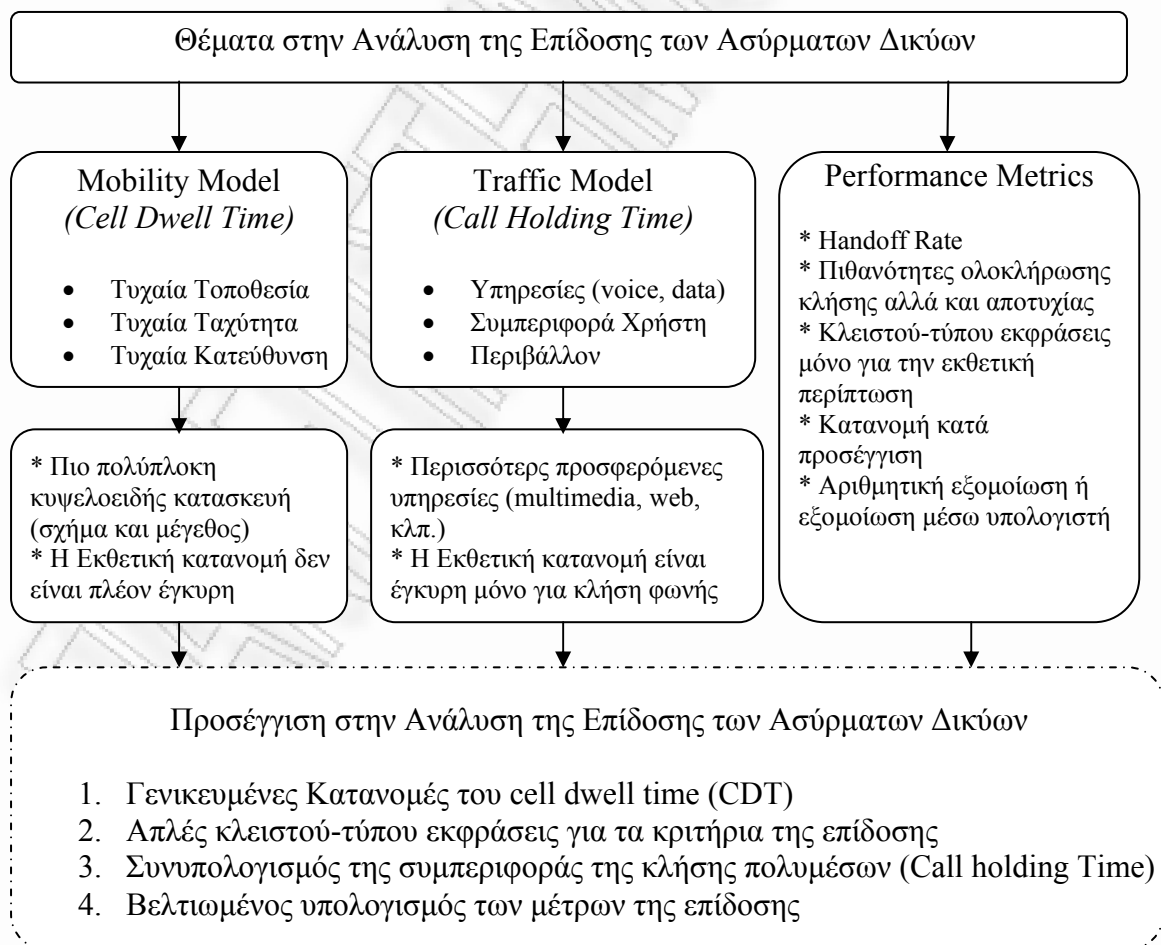 Θέματα στην Ανάλυση της Επίδοσης των Ασύρματων Δικύων
Mobility Model
(Cell Dwell Time)
• Τυχαία Τοποθεσία
• Τυχαία Ταχύτητα
• Τυχαία Κατεύθυνση
Traffic Model
(Call Holding Time)
• Υπηρεσίες (voice, data)
• Συμπεριφορά Χρήστη
• Περιβάλλον
Performance Metrics
* Handoff Rate
* Πιθανότητες ολοκλήρωσης
κλήσης αλλά και αποτυχίας
* Κλειστού-τύπου εκφράσεις
μόνο για την εκθετική
περίπτωση
* Κατανομή κατά
προσέγγιση
* Αριθμητική εξομοίωση ή
εξομοίωση μέσω υπολογιστή
* Πιο πολύπλοκη
κυψελοειδής κατασκευή
(σχήμα και μέγεθος)
* Η Εκθετική κατανομή δεν
είναι πλέον έγκυρη
* Περισσότερς προσφερόμενες
υπηρεσίες (multimedia, web,
κλπ.)
* Η Εκθετική κατανομή είναι
έγκυρη μόνο για κλήση φωνής
Προσέγγιση στην Ανάλυση της Επίδοσης των Ασύρματων Δικύων
1. Γενικευμένες Κατανομές του cell dwell time (CDT)
2. Απλές κλειστού-τύπου εκφράσεις για τα κριτήρια της επίδοσης
3. Συνυπολογισμός της συμπεριφοράς της κλήσης πολυμέσων (Call holding Time)
4. Βελτιωμένος υπολογισμός των μέτρων της επίδοσης